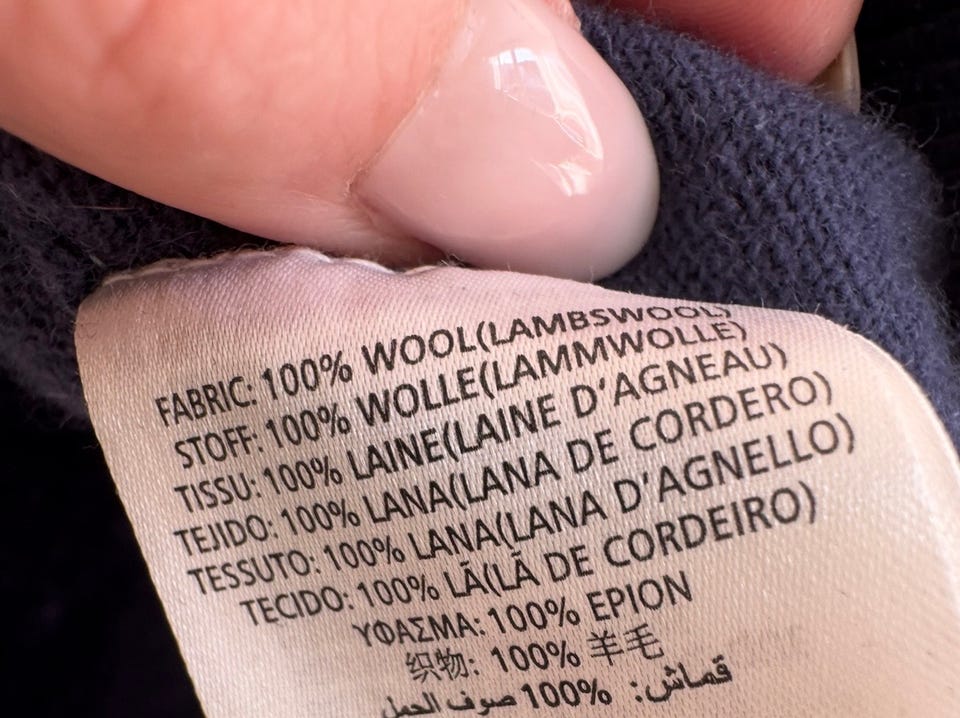 FABRIC: 100% WOOL(LAMBSWOOL)
STOFF: 100% WOLLE(LAMMWOLLE)
TISSU: 100% LAINE(LAINE D'AGNEAU)
TEJIDO: 100% LANA(LANA DE CORDERO)
TESSUTO: 100% LANA(LANA D'AGNELLO)
TECIDO: 100% LÃ(LÃ DE CORDEIRO)
ΥΦΑΣΜΑ: 100% ΕΡΙΟΝ
织物: 100% 羊毛
قماش: 100% صوف الحمل